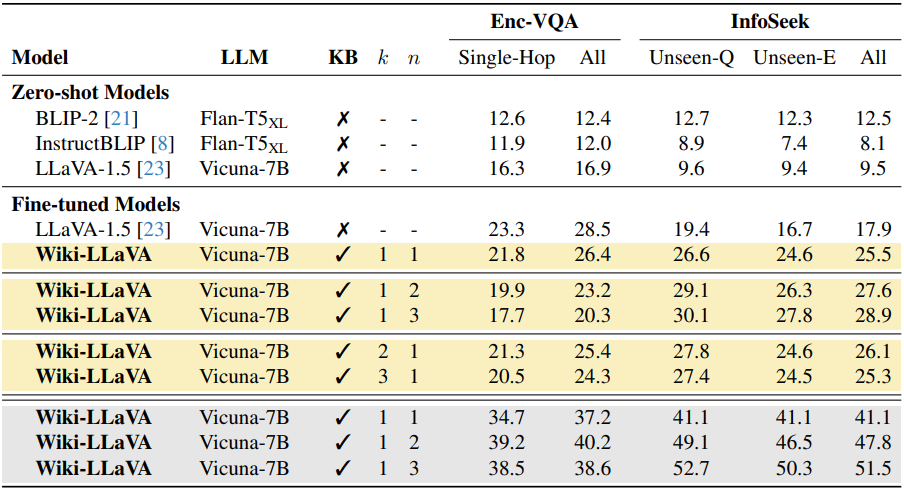 Enc-VQA InfoSeek
Model LLM KB k n Single-Hop All Unseen-Q Unseen-E All
Zero-shot Models
BLIP-2 [21] Flan-T5XL ✗ - - 12.6 12.4 12.7 12.3 12.5
InstructBLIP [8] Flan-T5XL ✗ - - 11.9 12.0 8.9 7.4 8.1
LLaVA-1.5 [23] Vicuna-7B ✗ - - 16.3 16.9 9.6 9.4 9.5
Fine-tuned Models
LLaVA-1.5 [23] Vicuna-7B ✗ - - 23.3 28.5 19.4 16.7 17.9
Wiki-LLaVA Vicuna-7B ✓ 1 1 21.8 26.4 26.6 24.6 25.5
Wiki-LLaVA Vicuna-7B ✓ 1 2 19.9 23.2 29.1 26.3 27.6
Wiki-LLaVA Vicuna-7B ✓ 1 3 17.7 20.3 30.1 27.8 28.9
Wiki-LLaVA Vicuna-7B ✓ 2 1 21.3 25.4 27.8 24.6 26.1
Wiki-LLaVA Vicuna-7B ✓ 3 1 20.5 24.3 27.4 24.5 25.3
Wiki-LLaVA Vicuna-7B ✓ 1 1 34.7 37.2 41.1 41.1 41.1
Wiki-LLaVA Vicuna-7B ✓ 1 2 39.2 40.2 49.1 46.5 47.8
Wiki-LLaVA Vicuna-7B ✓ 1 3 38.5 38.6 52.7 50.3 51.5